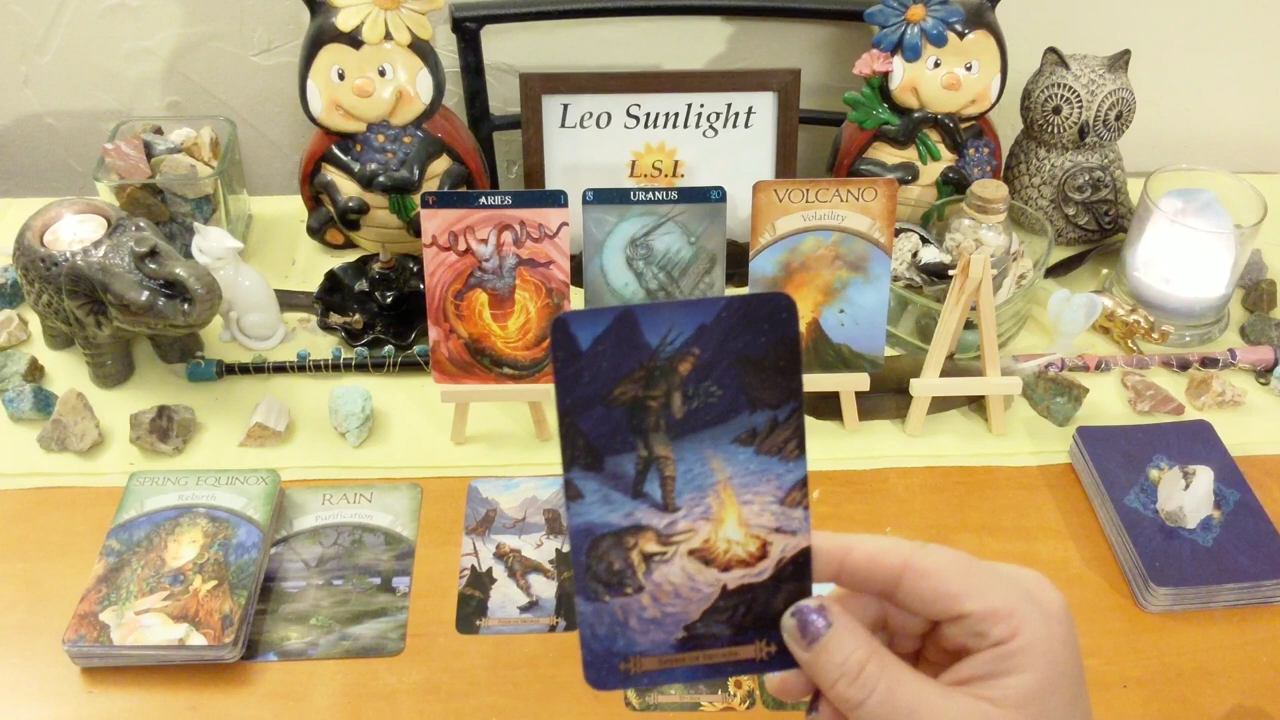 Leo Sunlight
L.S.I.
ARIES
1
URANUS
20
VOLCANO
Volatility
SPRING EQUINOX
Rebirth
RAIN
Purification